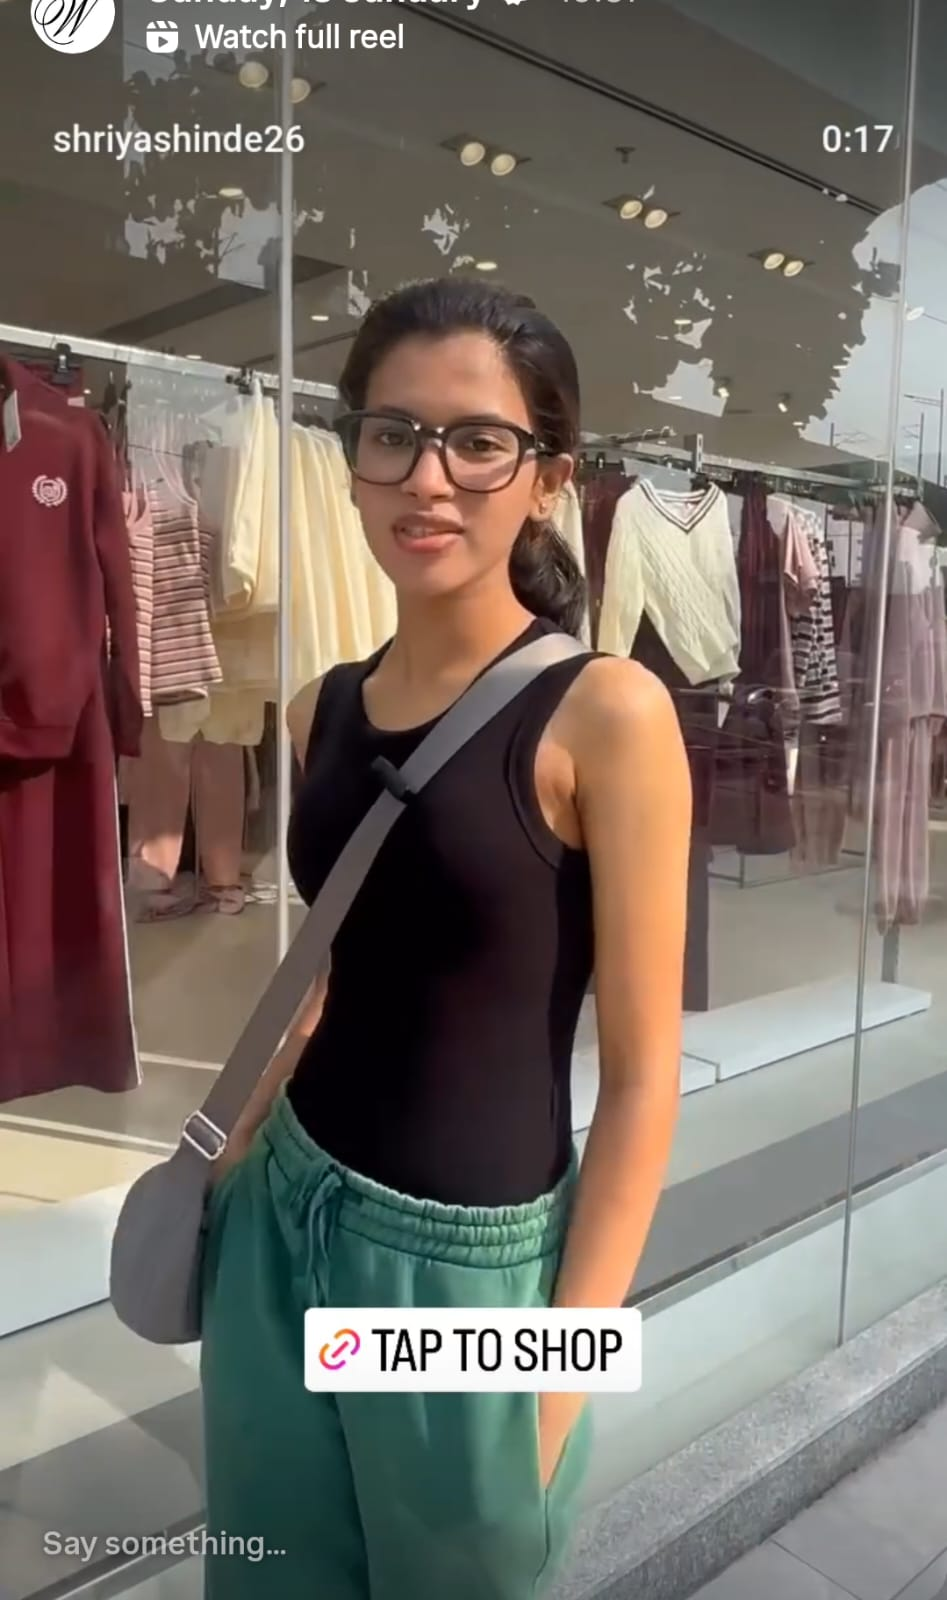 Watch full reel
shriyashinde26
0:17
TAP TO SHOP
Say something...